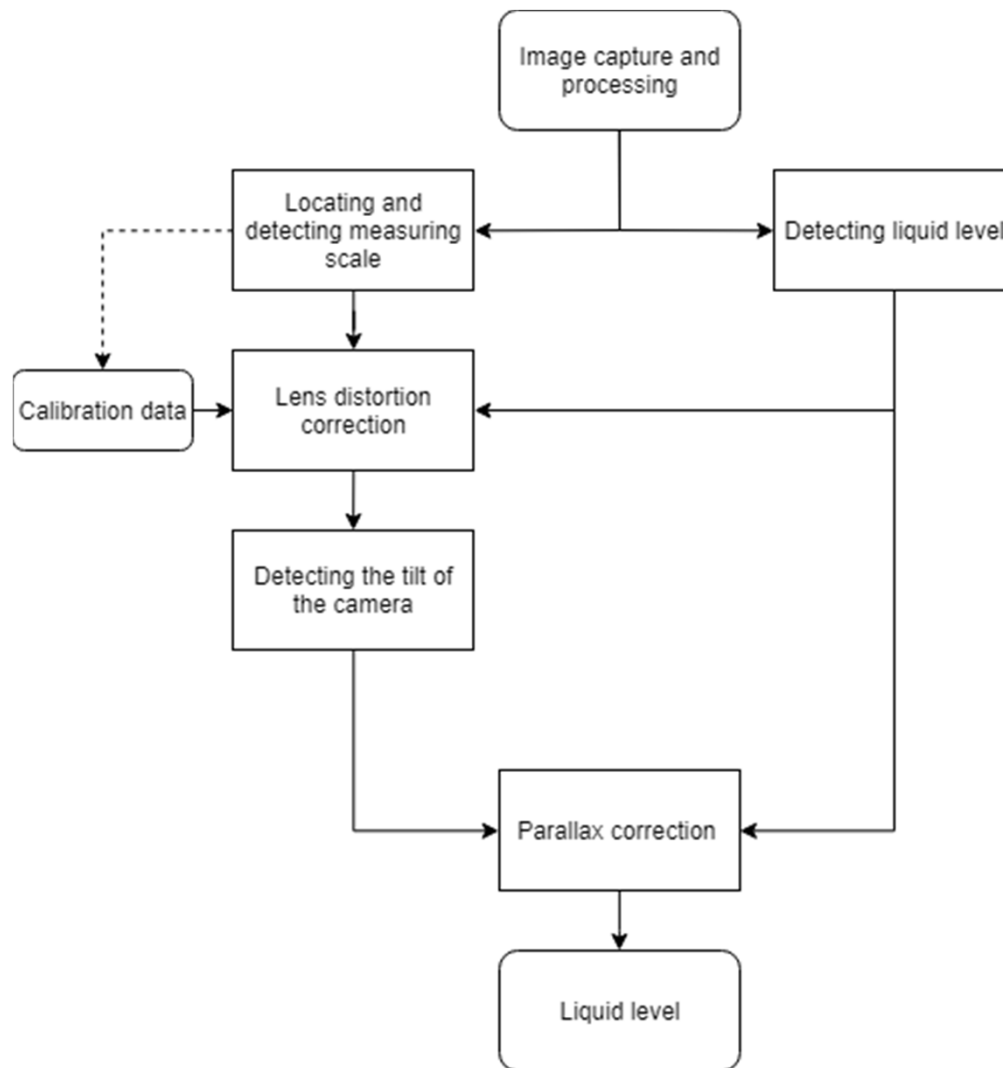 Image capture and
processing
Locating and
detecting measuring
scale
Detecting liquid level
Calibration data
Lens distortion
correction
Detecting the tilt of
the camera
Parallax correction
Liquid level